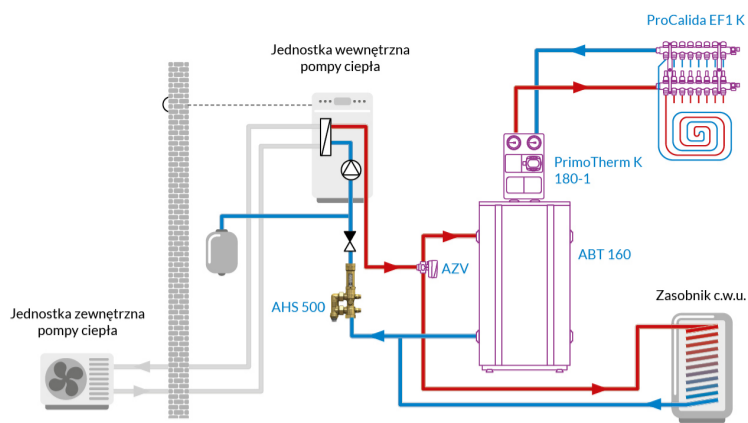 ProCalida EF1 K
Jednostka wewnętrzna
pompy ciepła
PrimoTherm K
180-1
ABT 160
AZV
AHS 500
Zasobnik c.w.u.
Jednostka zewnętrzna
pompy ciepła